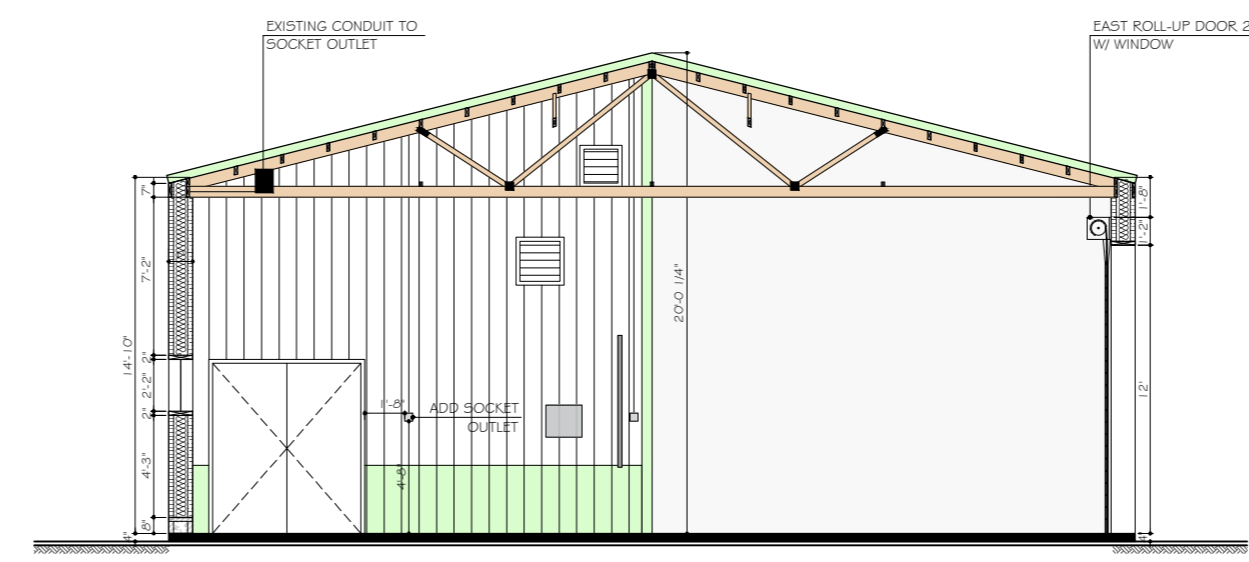 EXISTING CONDUIT TO
SOCKET OUTLET
EAST ROLL-UP DOOR 2
W/ WINDOW
7"
7'-2"
14'-10"
2"
2'-2"
2"
4'-3"
8"
4"
1'-8"
ADD SOCKET
OUTLET
4'-8"
20'-0 1/4"
1'-8"
1'-2"
12'
4"